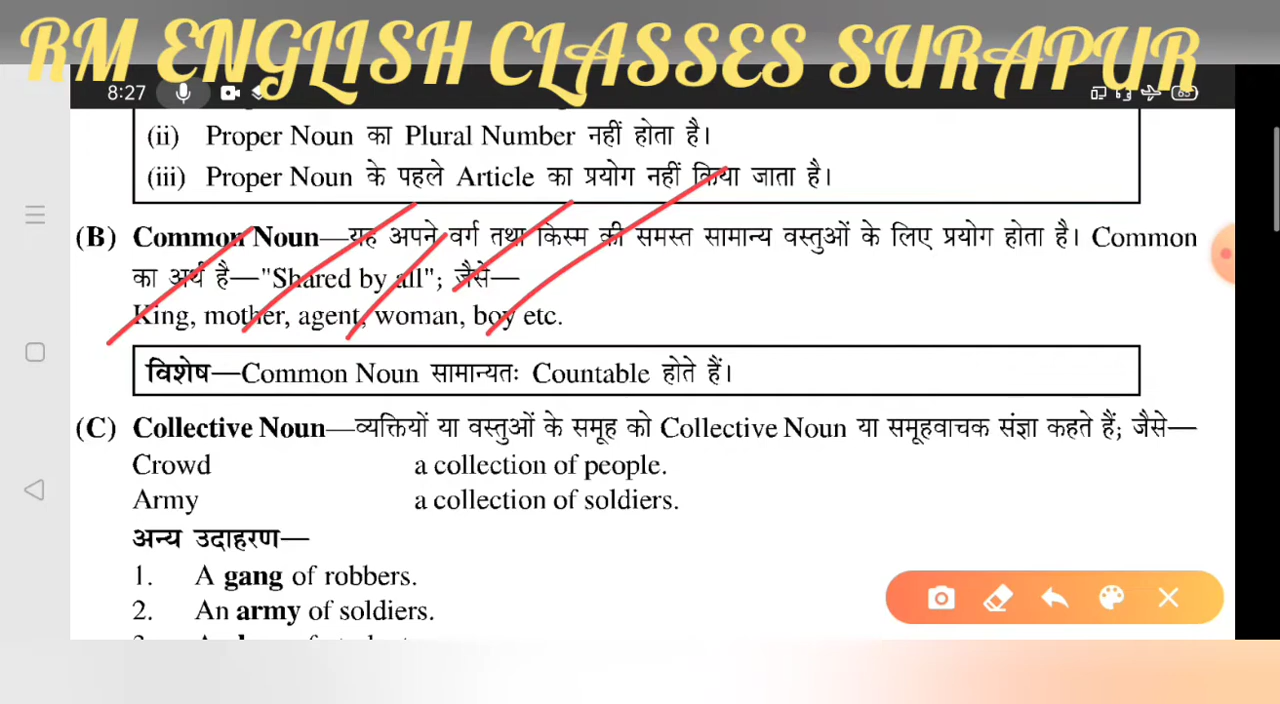 RM ENGLISH CLASSES SURAPUR
8:27
(ii) Proper Noun का Plural Number नहीं होता है।
(iii) Proper Noun के पहले Article का प्रयोग नहीं किया जाता है।
(B) Common Noun—यह अपने वर्ग तथा किस्म की समस्त सामान्य वस्तुओं के लिए प्रयोग होता है। Common
का अर्थ है—"Shared by all"; जैसे—
King, mother, agent, woman, boy etc.
विशेष—Common Noun सामान्यतः Countable होते हैं।
(C) Collective Noun—व्यक्तियों या वस्तुओं के समूह को Collective Noun या समूहवाचक संज्ञा कहते हैं; जैसे—
Crowd a collection of people.
Army a collection of soldiers.
अन्य उदाहरण—
1. A gang of robbers.
2. An army of soldiers.